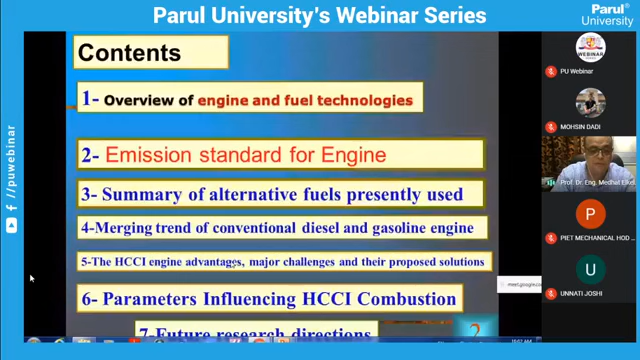 Parul University's Webinar Series
Parul®
University
Contents
1- Overview of engine and fuel technologies
2- Emission standard for Engine
3- Summary of alternative fuels presently used
4-Merging trend of conventional diesel and gasoline engine
5-The HCCI engine advantages, major challenges and their proposed solutions
6- Parameters Influencing HCCI Combustion
7-Future research directions
2
/puwebinar
WEBINAR
PU Webinar
MOHSIN DADI
Prof. Dr. Eng. Medhat Elkel
P
PIET MECHANICAL HOD
U
UNNATI JOSHI
meet.google.com